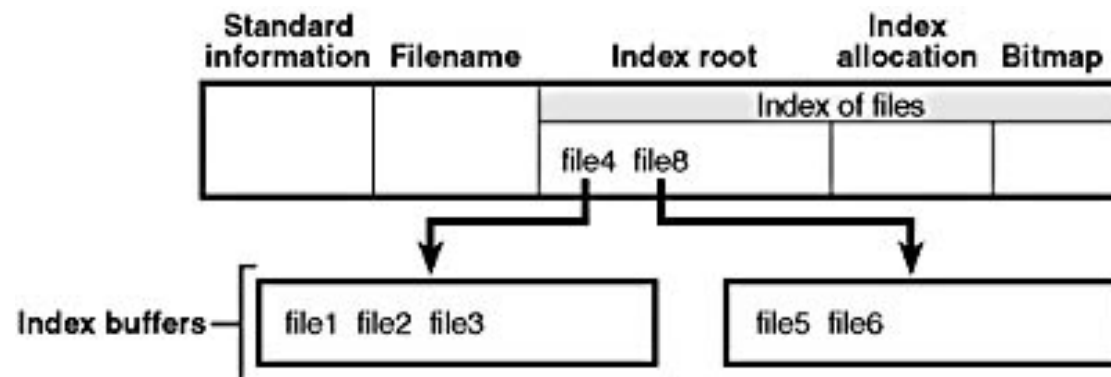 Standard information
Filename
Index root
Index allocation
Bitmap
Index of files
file4 file8
Index buffers
file1 file2 file3
file5 file6